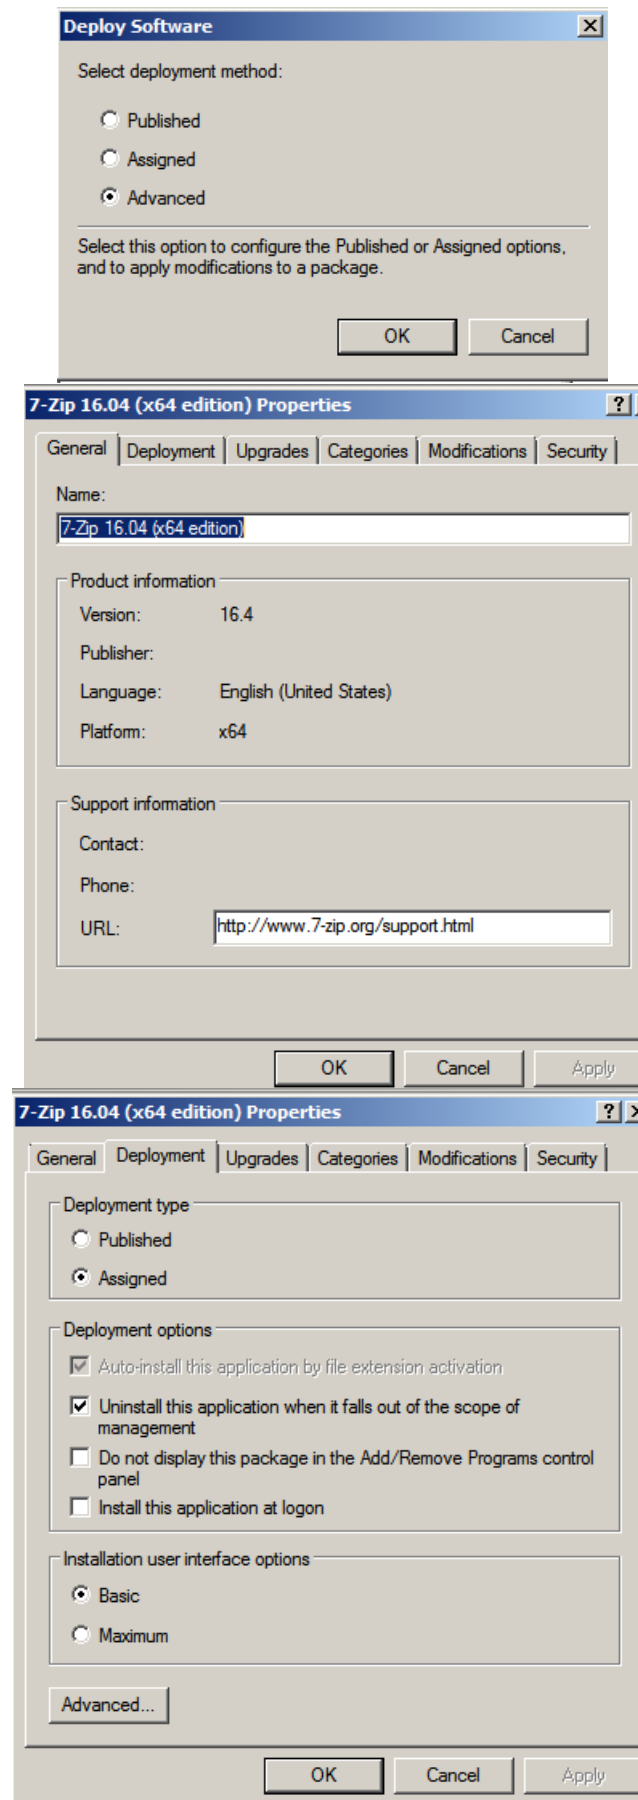 Deploy Software
Select deployment method:
Published
Assigned
Advanced
Select this option to configure the Published or Assigned options,
and to apply modifications to a package.
OK Cancel
7-Zip 16.04 (x64 edition) Properties
General Deployment Upgrades Categories Modifications Security
Name:
7-Zip 16.04 (x64 edition)
Product information
Version: 16.4
Publisher:
Language: English (United States)
Platform: x64
Support information
Contact:
Phone:
URL: http://www.7-zip.org/support.html
OK Cancel Apply
7-Zip 16.04 (x64 edition) Properties
General Deployment Upgrades Categories Modifications Security
Deployment type
Published
Assigned
Deployment options
Auto-install this application by file extension activation
Uninstall this application when it falls out of the scope of
management
Do not display this package in the Add/Remove Programs control
panel
Install this application at logon
Installation user interface options
Basic
Maximum
Advanced...
OK Cancel Apply